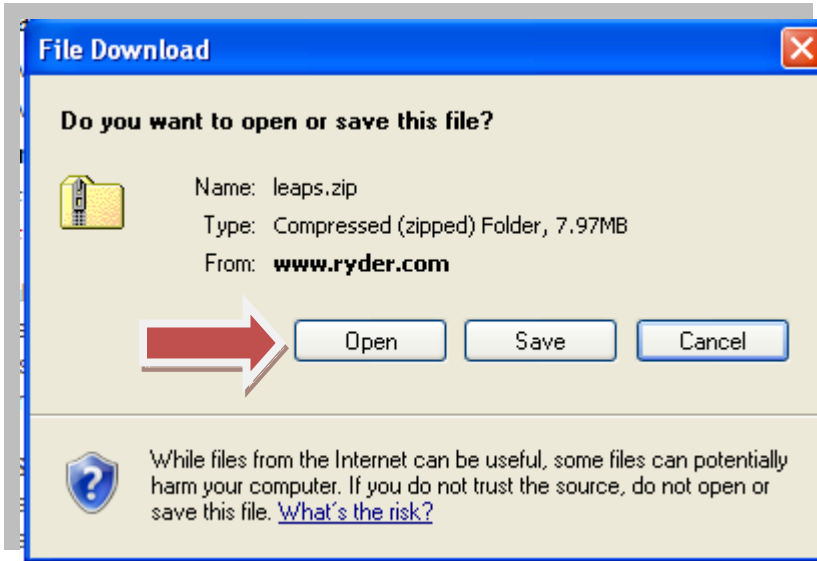 File Download
Do you want to open or save this file?
Name: leaps.zip
Type: Compressed (zipped) Folder, 7.97MB
From: www.ryder.com
Open Save Cancel
While files from the Internet can be useful, some files can potentially
harm your computer. If you do not trust the source, do not open or
save this file. What's the risk?